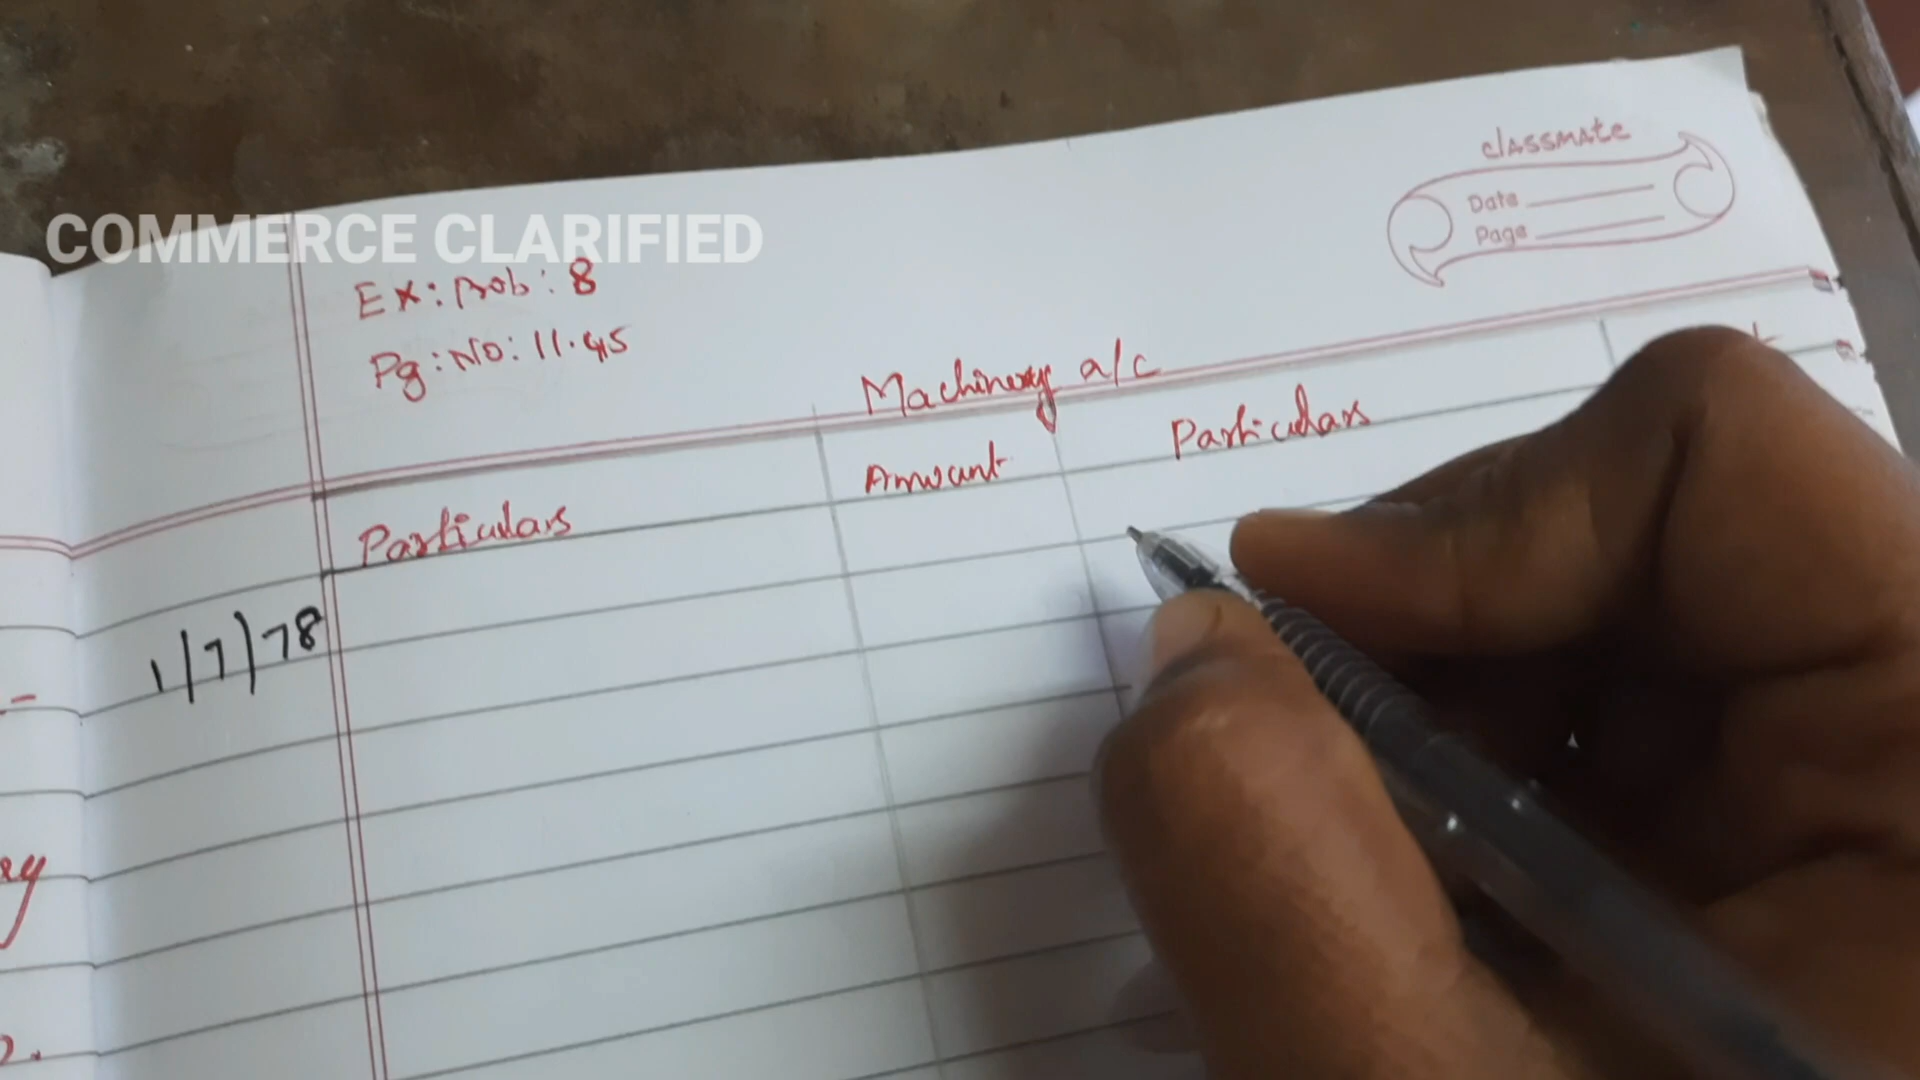 classmate
Date
Page
COMMERCE CLARIFIED
Ex: Prob: 8
Pg: No: 11.45
Machinery a/c
Particulars Amount Particulars
1/7/78